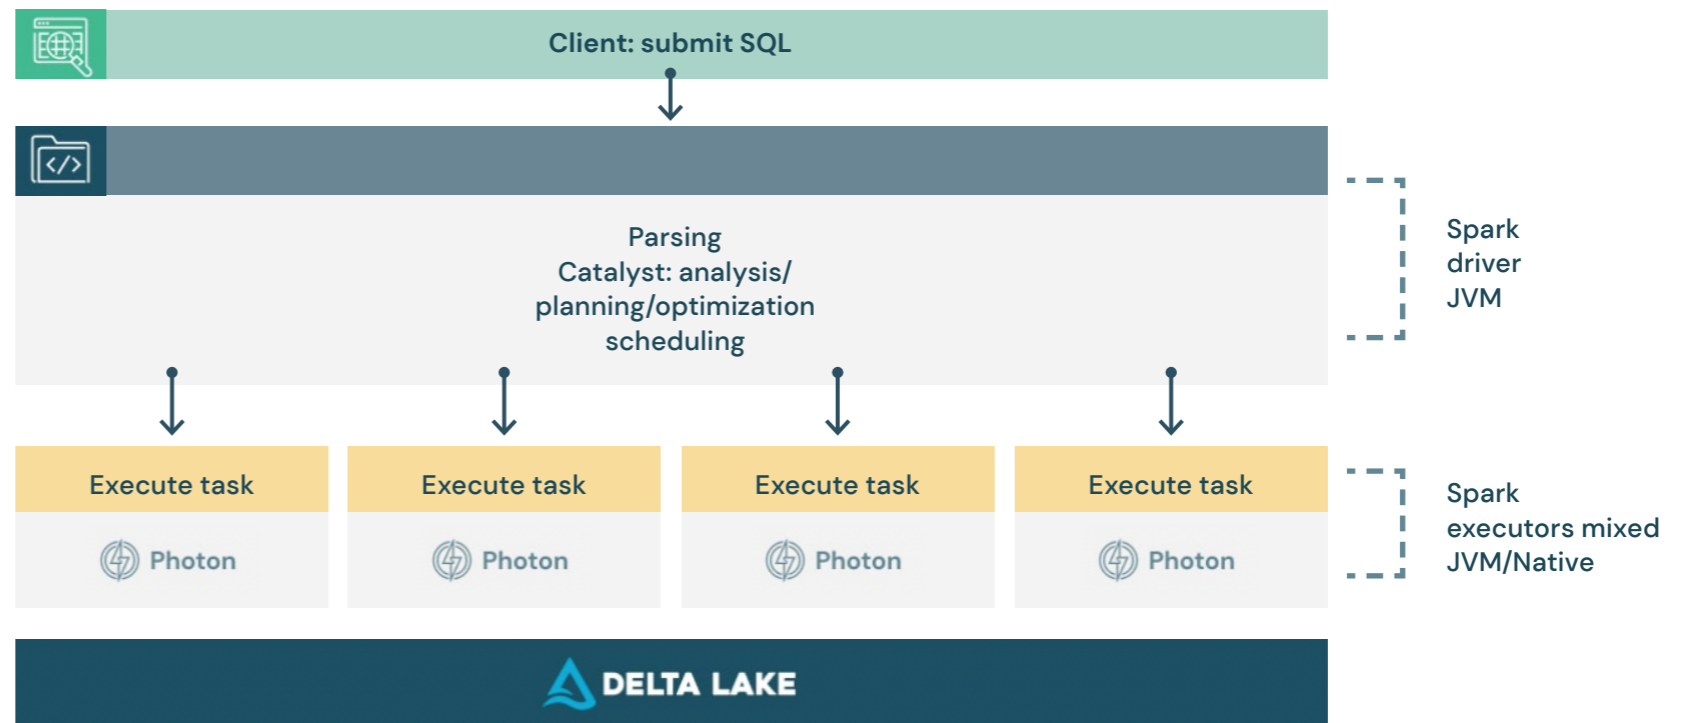 Client: submit SQL
</>
Parsing
Catalyst: analysis/
planning/optimization
scheduling
Spark
driver
JVM
Execute task
Execute task
Execute task
Execute task
Photon
Photon
Photon
Photon
Spark
executors mixed
JVM/Native
DELTA LAKE